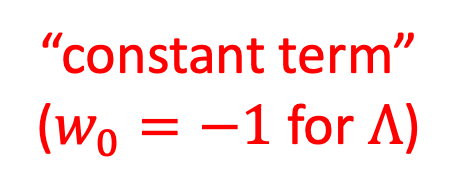 “constant term”
(w₀ = −1 for Λ)